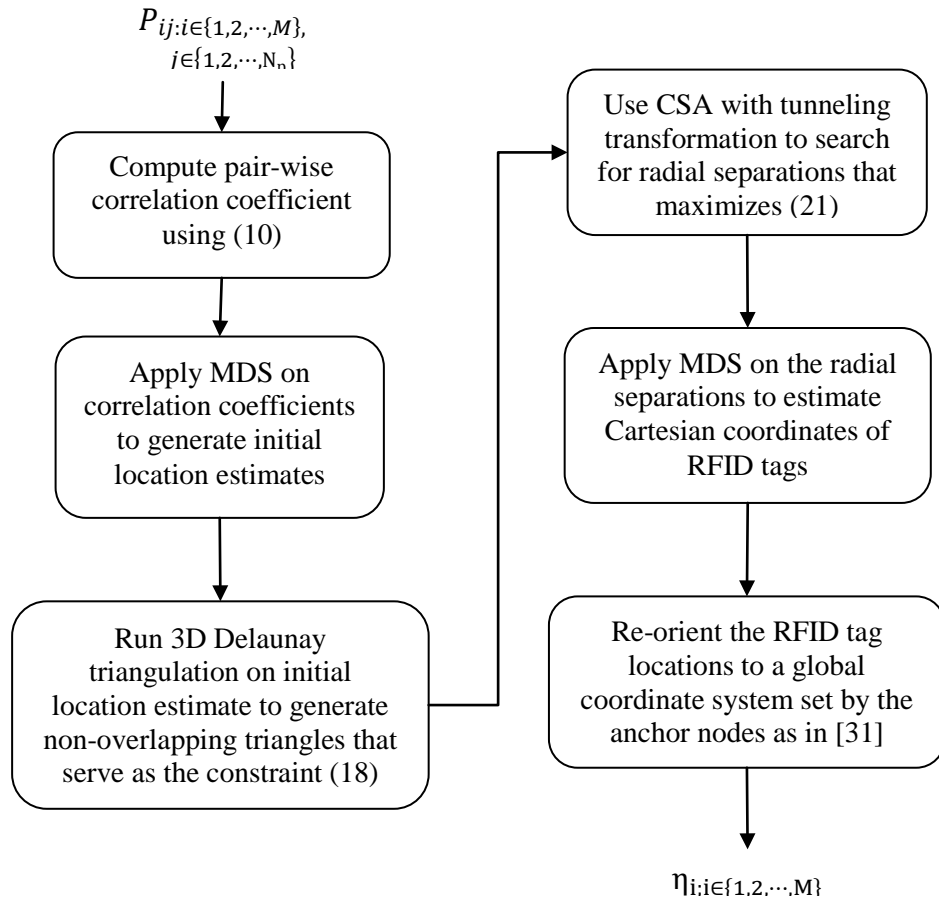 P_{ij:i∈{1,2,⋯,M},
j∈{1,2,⋯,N_n}}
Compute pair-wise
correlation coefficient
using (10)
Apply MDS on
correlation coefficients
to generate initial
location estimates
Run 3D Delaunay
triangulation on initial
location estimate to generate
non-overlapping triangles that
serve as the constraint (18)
Use CSA with tunneling
transformation to search
for radial separations that
maximizes (21)
Apply MDS on the radial
separations to estimate
Cartesian coordinates of
RFID tags
Re-orient the RFID tag
locations to a global
coordinate system set by the
anchor nodes as in [31]
η_{i;i∈{1,2,⋯,M}}